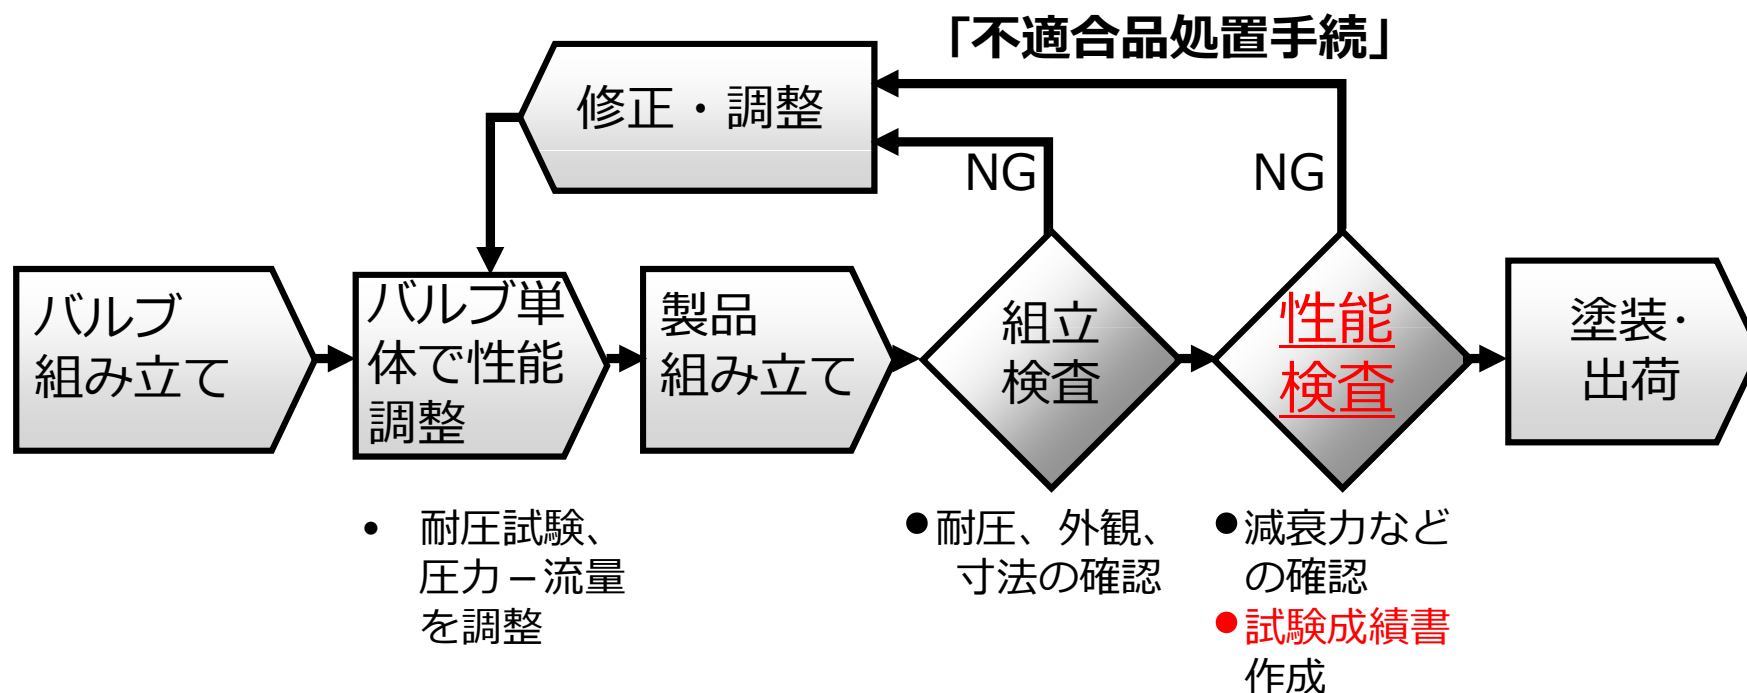 「不適合品処置手続」
修正・調整
NG
NG
バルブ
組み立て
バルブ単
体で性能
調整
製品
組み立て
組立
検査
性能
検査
塗装・
出荷
• 耐圧試験、
圧力－流量
を調整
●耐圧、外観、
寸法の確認
●減衰力など
の確認
●試験成績書
作成